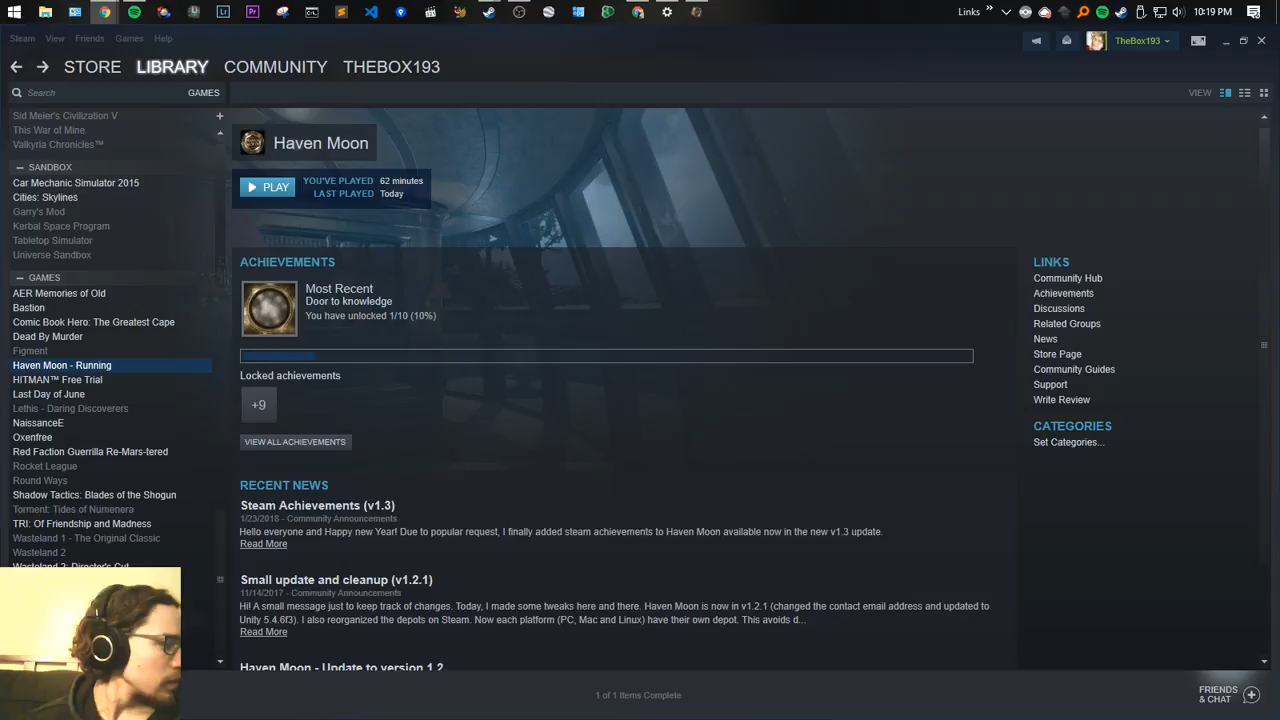 Links
10:19 PM
Steam View Friends Games Help
TheBox193
STORE LIBRARY COMMUNITY THEBOX193
Search GAMES
VIEW
Sid Meier's Civilization V
This War of Mine
Valkyria Chronicles™
SANDBOX
Car Mechanic Simulator 2015
Cities: Skylines
Garry's Mod
Kerbal Space Program
Tabletop Simulator
Universe Sandbox
GAMES
AER Memories of Old
Bastion
Comic Book Hero: The Greatest Cape
Dead By Murder
Figment
Haven Moon - Running
HITMAN™ Free Trial
Last Day of June
Lethis - Daring Discoverers
NaissanceE
Oxenfree
Red Faction Guerrilla Re-Mars-tered
Rocket League
Round Ways
Shadow Tactics: Blades of the Shogun
Torment: Tides of Numenera
TRI: Of Friendship and Madness
Wasteland 1 - The Original Classic
Wasteland 2
Wasteland 2: Director's Cut
Haven Moon
PLAY
YOU'VE PLAYED 62 minutes
LAST PLAYED Today
ACHIEVEMENTS
Most Recent
Door to knowledge
You have unlocked 1/10 (10%)
Locked achievements
+9
VIEW ALL ACHIEVEMENTS
RECENT NEWS
Steam Achievements (v1.3)
1/23/2018 - Community Announcements
Hello everyone and Happy new Year! Due to popular request, I finally added steam achievements to Haven Moon available now in the new v1.3 update.
Read More
Small update and cleanup (v1.2.1)
11/14/2017 - Community Announcements
Hi! A small message just to keep track of changes. Today, I made some tweaks here and there. Haven Moon is now in v1.2.1 (changed the contact email address and updated to
Unity 5.4.6f3). I also reorganized the depots on Steam. Now each platform (PC, Mac and Linux) have their own depot. This avoids d...
Read More
Haven Moon - Update to version 1.2
LINKS
Community Hub
Achievements
Discussions
Related Groups
News
Store Page
Community Guides
Support
Write Review
CATEGORIES
Set Categories...
1 of 1 Items Complete
FRIENDS
& CHAT